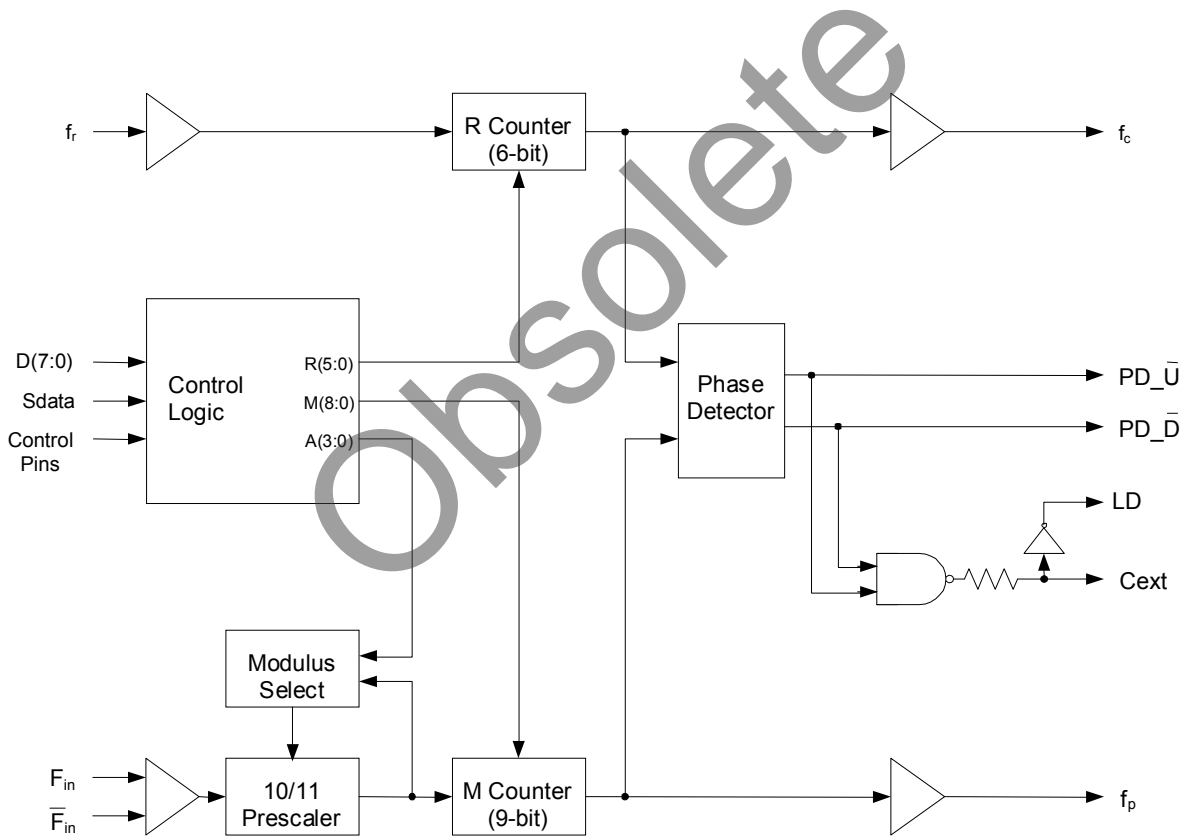 Obsolete
fr
R Counter
(6-bit)
fc
D(7:0)
Sdata
Control
Pins
Control
Logic
R(5:0)
M(8:0)
A(3:0)
Phase
Detector
PD_U̅
PD_D̅
LD
Cext
Modulus
Select
Fin
F̅in
10/11
Prescaler
M Counter
(9-bit)
fp